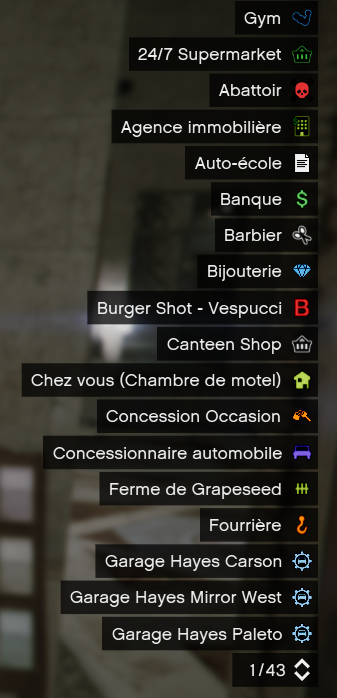 Gym
24/7 Supermarket
Abattoir
Agence immobilière
Auto-école
Banque
Barbier
Bijouterie
Burger Shot - Vespucci
Canteen Shop
Chez vous (Chambre de motel)
Concession Occasion
Concessionnaire automobile
Ferme de Grapeseed
Fourrière
Garage Hayes Carson
Garage Hayes Mirror West
Garage Hayes Paleto
1/43